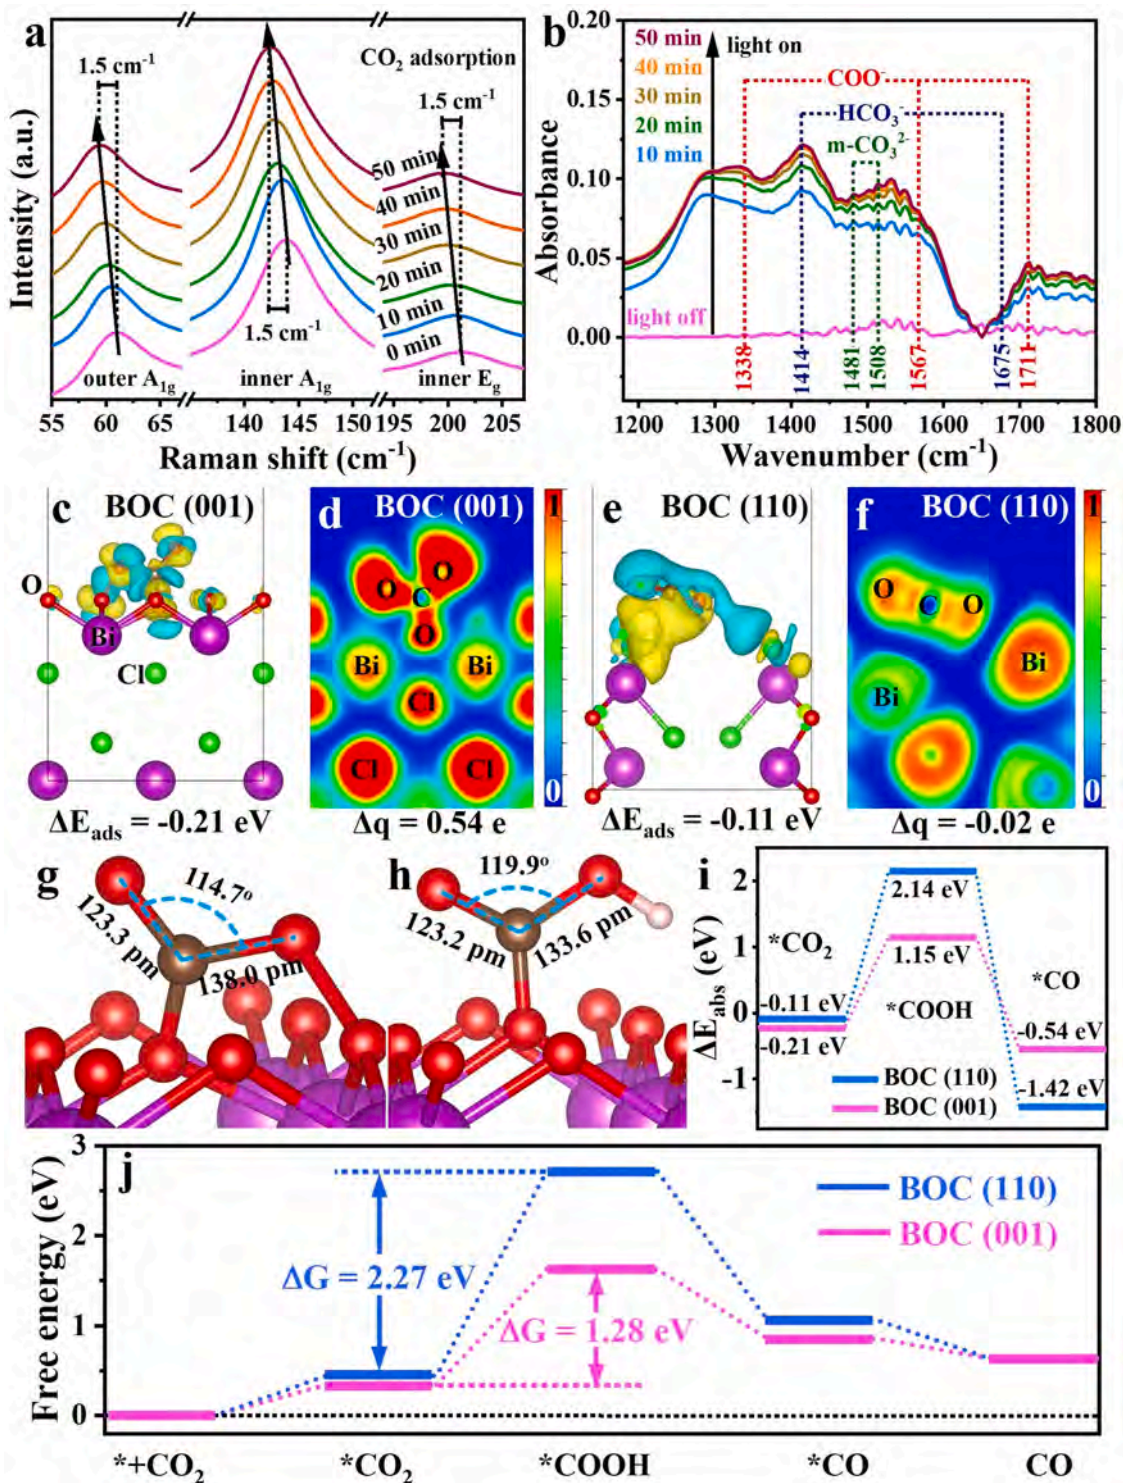 a
CO₂ adsorption
1.5 cm⁻¹
1.5 cm⁻¹
1.5 cm⁻¹
50 min
40 min
30 min
20 min
10 min
0 min
outer A₁g
inner A₁g
inner Eg
Intensity (a.u.)
55 60 65 140 145 150 195 200 205
Raman shift (cm⁻¹)
b
50 min
40 min
30 min
20 min
10 min
light on
light off
COO⁻
HCO₃⁻
m-CO₃²⁻
1338
1414
1481
1508
1567
1675
1711
Absorbance
0.20
0.15
0.10
0.05
0.00
1200 1300 1400 1500 1600 1700 1800
Wavenumber (cm⁻¹)
c BOC (001)
O
Bi
Cl
ΔEads = -0.21 eV
d BOC (001)
O O
C
O
Bi Bi
Cl
Cl Cl
1
0
Δq = 0.54 e
e BOC (110)
ΔEads = -0.11 eV
f BOC (110)
O C O
Bi
Bi
1
0
Δq = -0.02 e
g
114.7°
123.3 pm
138.0 pm
h
119.9°
123.2 pm
133.6 pm
i
ΔEabs (eV)
2
1
0
-1
*CO₂
-0.11 eV
-0.21 eV
2.14 eV
1.15 eV
*COOH
*CO
-0.54 eV
-1.42 eV
BOC (110)
BOC (001)
j
Free energy (eV)
3
2
1
0
ΔG = 2.27 eV
ΔG = 1.28 eV
BOC (110)
BOC (001)
*+CO₂ *CO₂ *COOH *CO CO